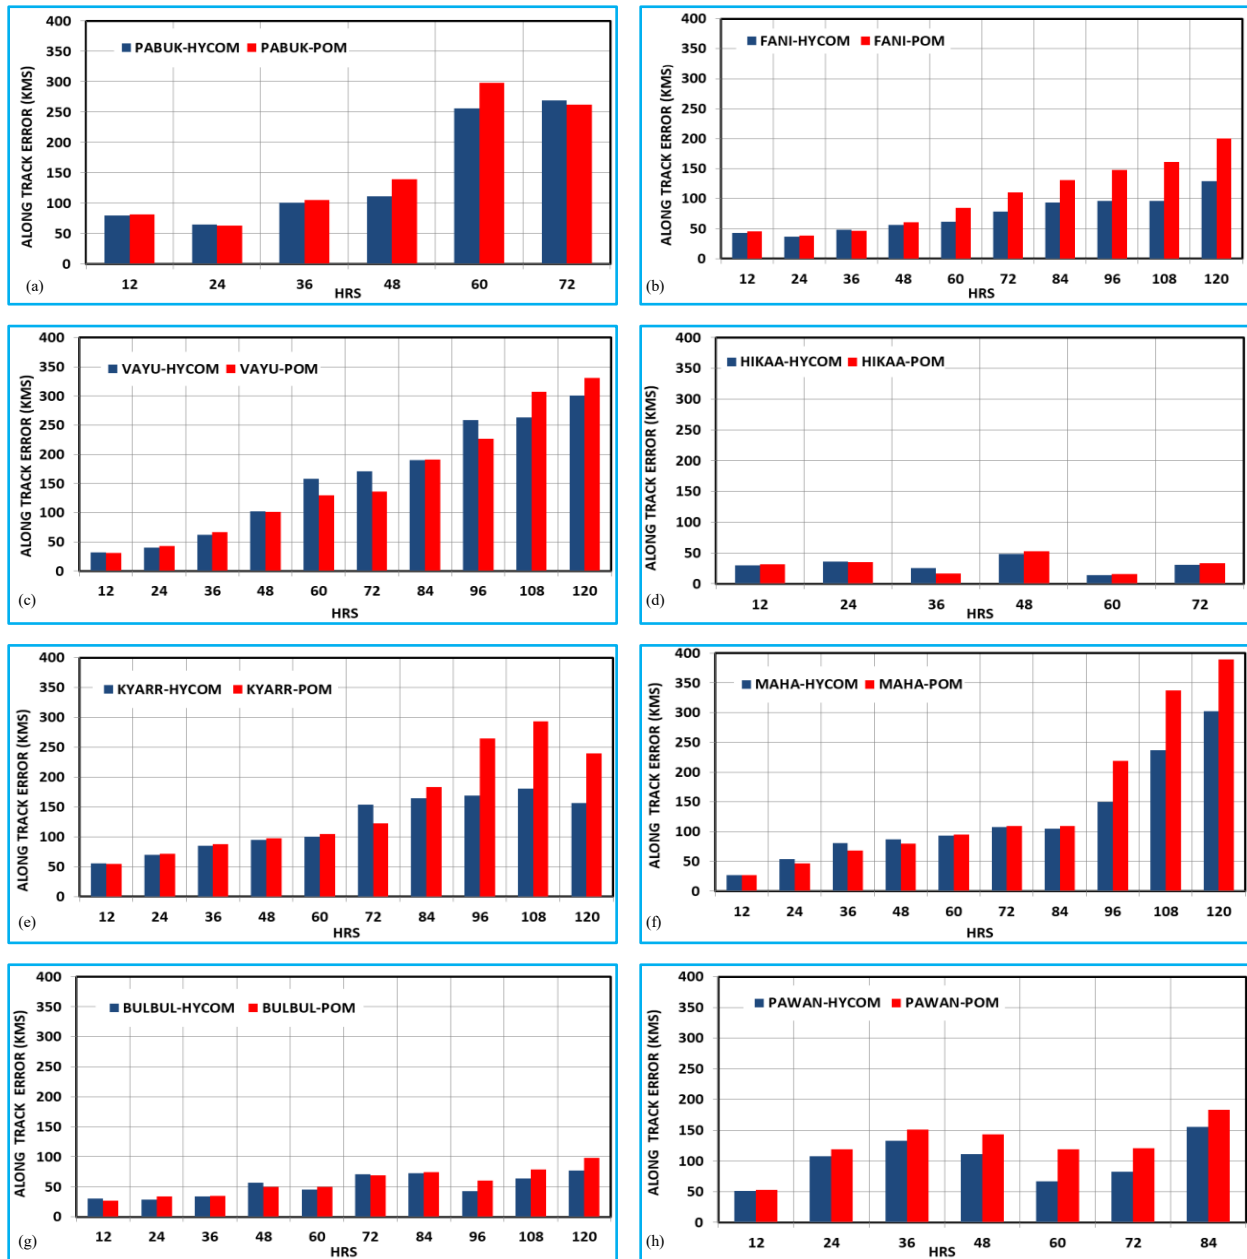 400
350
300
250
200
150
100
50
0
ALONG TRACK ERROR (KMS)
PABUK-HYCOM PABUK-POM
12 24 36 48 60 72
HRS
(a)
400
350
300
250
200
150
100
50
0
ALONG TRACK ERROR (KMS)
FANI-HYCOM FANI-POM
12 24 36 48 60 72 84 96 108 120
HRS
(b)
400
350
300
250
200
150
100
50
0
ALONG TRACK ERROR (KMS)
VAYU-HYCOM VAYU-POM
12 24 36 48 60 72 84 96 108 120
HRS
(c)
400
350
300
250
200
150
100
50
0
ALONG TRACK ERROR (KMS)
HIKAA-HYCOM HIKAA-POM
12 24 36 48 60 72
HRS
(d)
400
350
300
250
200
150
100
50
0
ALONG TRACK ERROR (KMS)
KYARR-HYCOM KYARR-POM
12 24 36 48 60 72 84 96 108 120
HRS
(e)
400
350
300
250
200
150
100
50
0
ALONG TRACK ERROR (KMS)
MAHA-HYCOM MAHA-POM
12 24 36 48 60 72 84 96 108 120
HRS
(f)
400
350
300
250
200
150
100
50
0
ALONG TRACK ERROR (KMS)
BULBUL-HYCOM BULBUL-POM
12 24 36 48 60 72 84 96 108 120
HRS
(g)
400
350
300
250
200
150
100
50
0
ALONG TRACK ERROR (KMS)
PAWAN-HYCOM PAWAN-POM
12 24 36 48 60 72 84
HRS
(h)